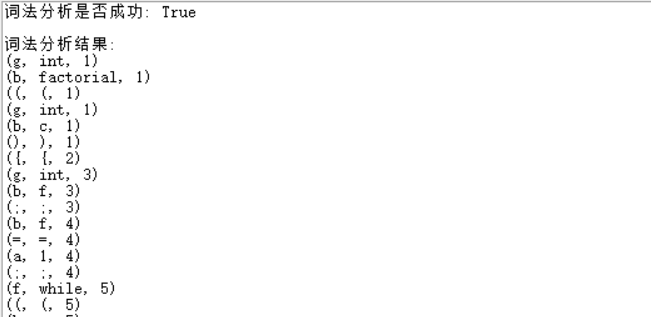 词法分析是否成功: True
词法分析结果:
(g, int, 1)
(b, factorial, 1)
((, (, 1)
(g, int, 1)
(b, c, 1)
(), ), 1)
({, {, 2)
(g, int, 3)
(b, f, 3)
(;, ;, 3)
(b, f, 4)
(=, =, 4)
(a, 1, 4)
(;, ;, 4)
(f, while, 5)
((, (, 5)